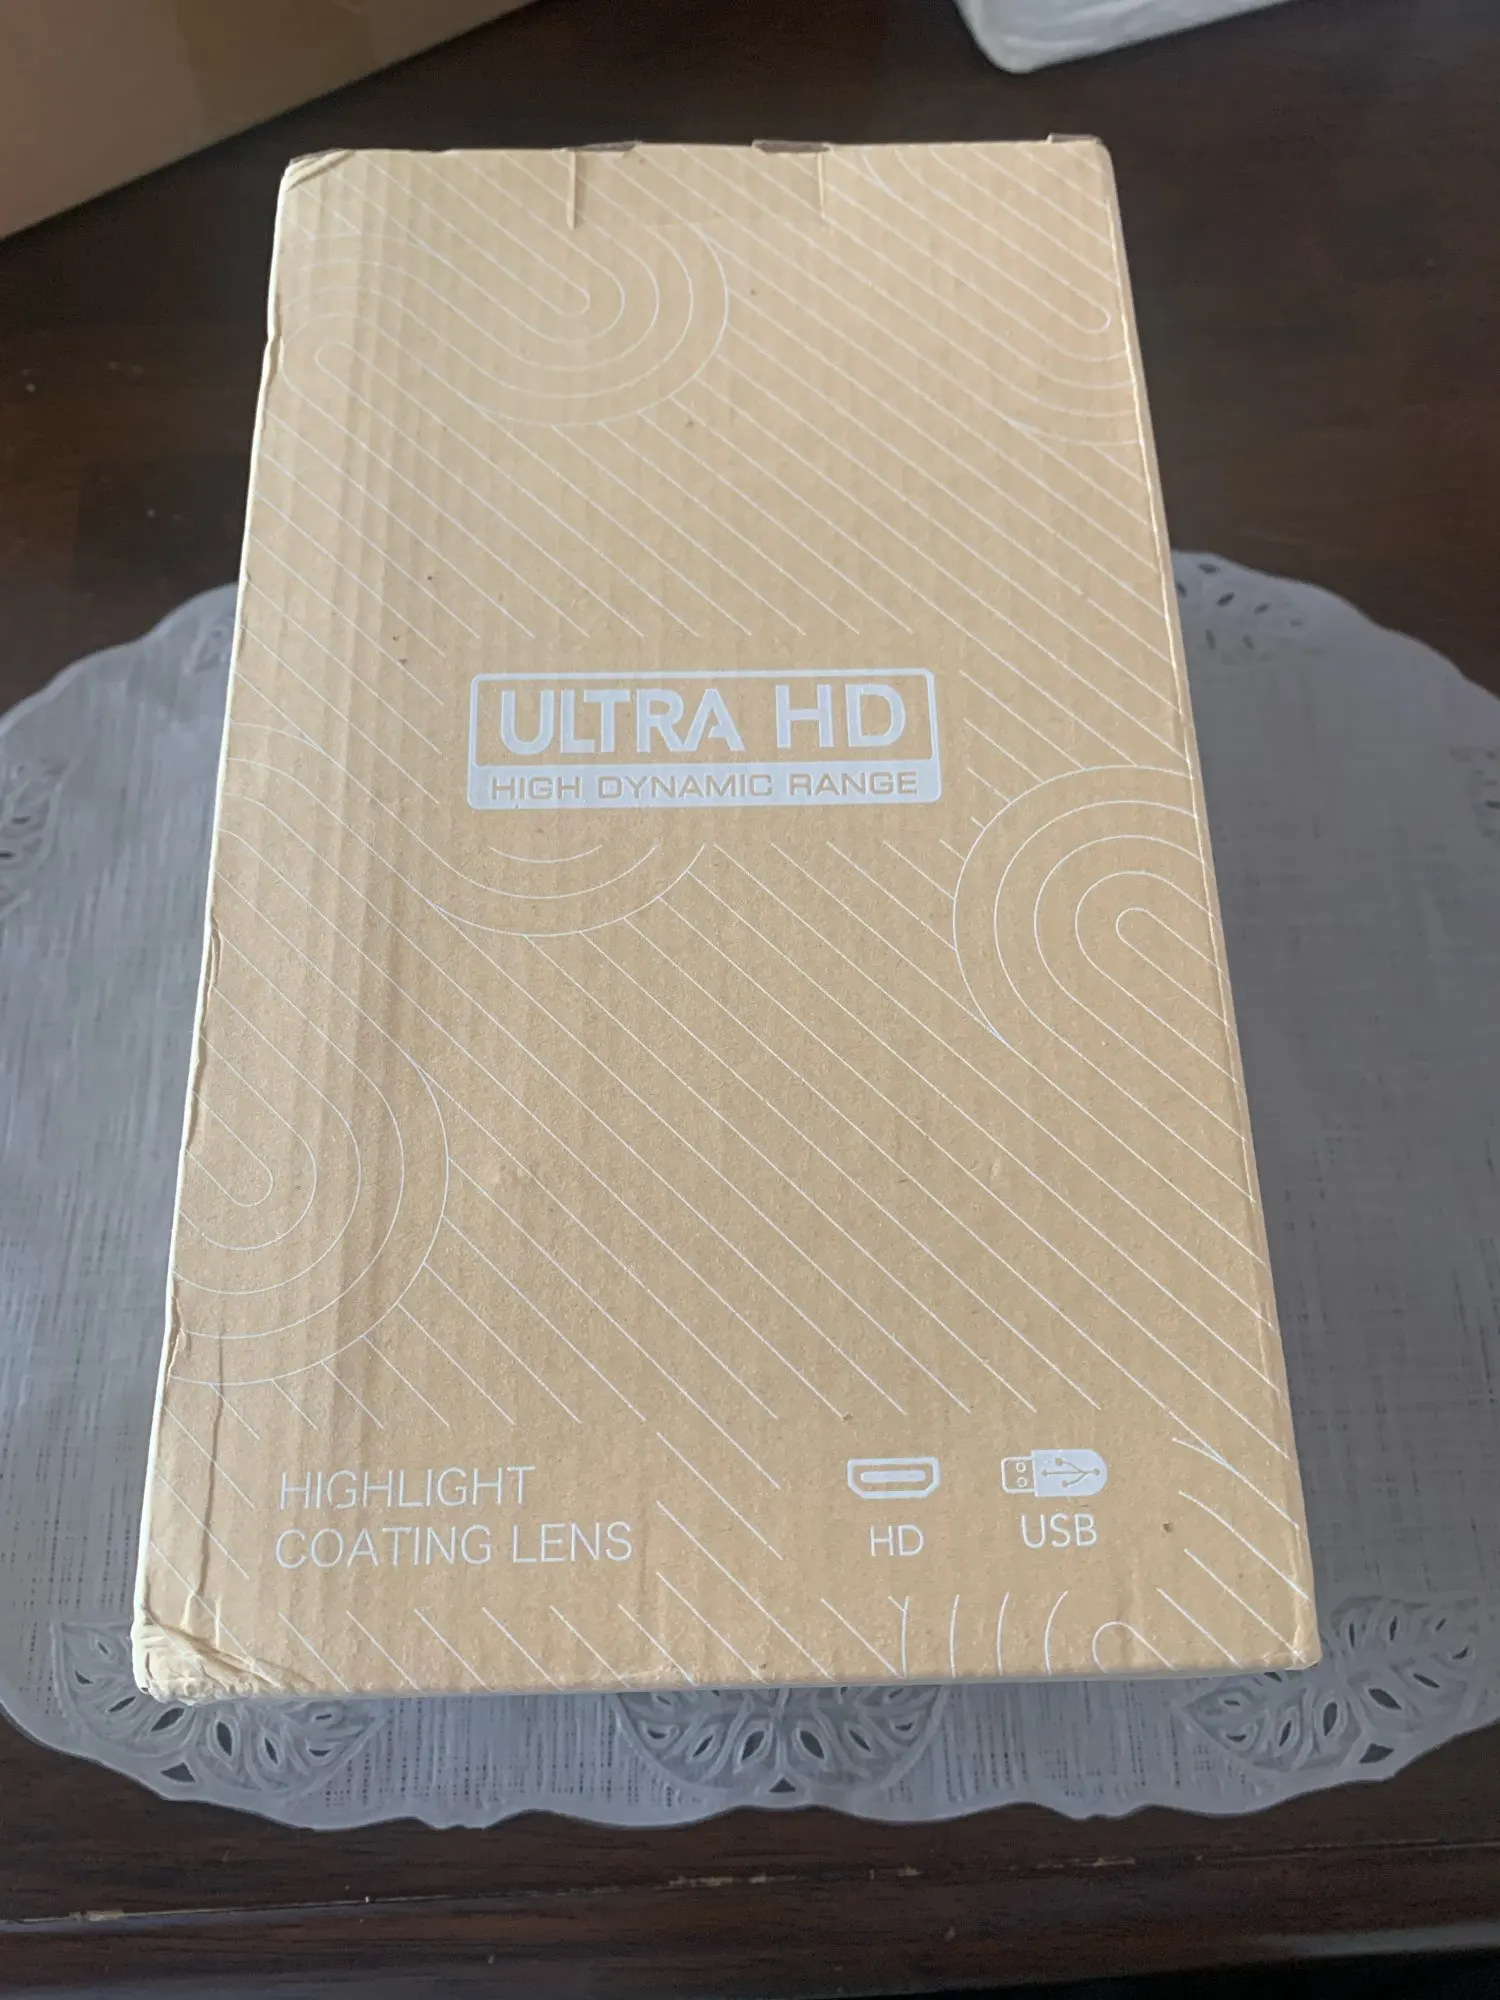 ULTRA HD
HIGH DYNAMIC RANGE
HIGHLIGHT
COATING LENS
HD
USB